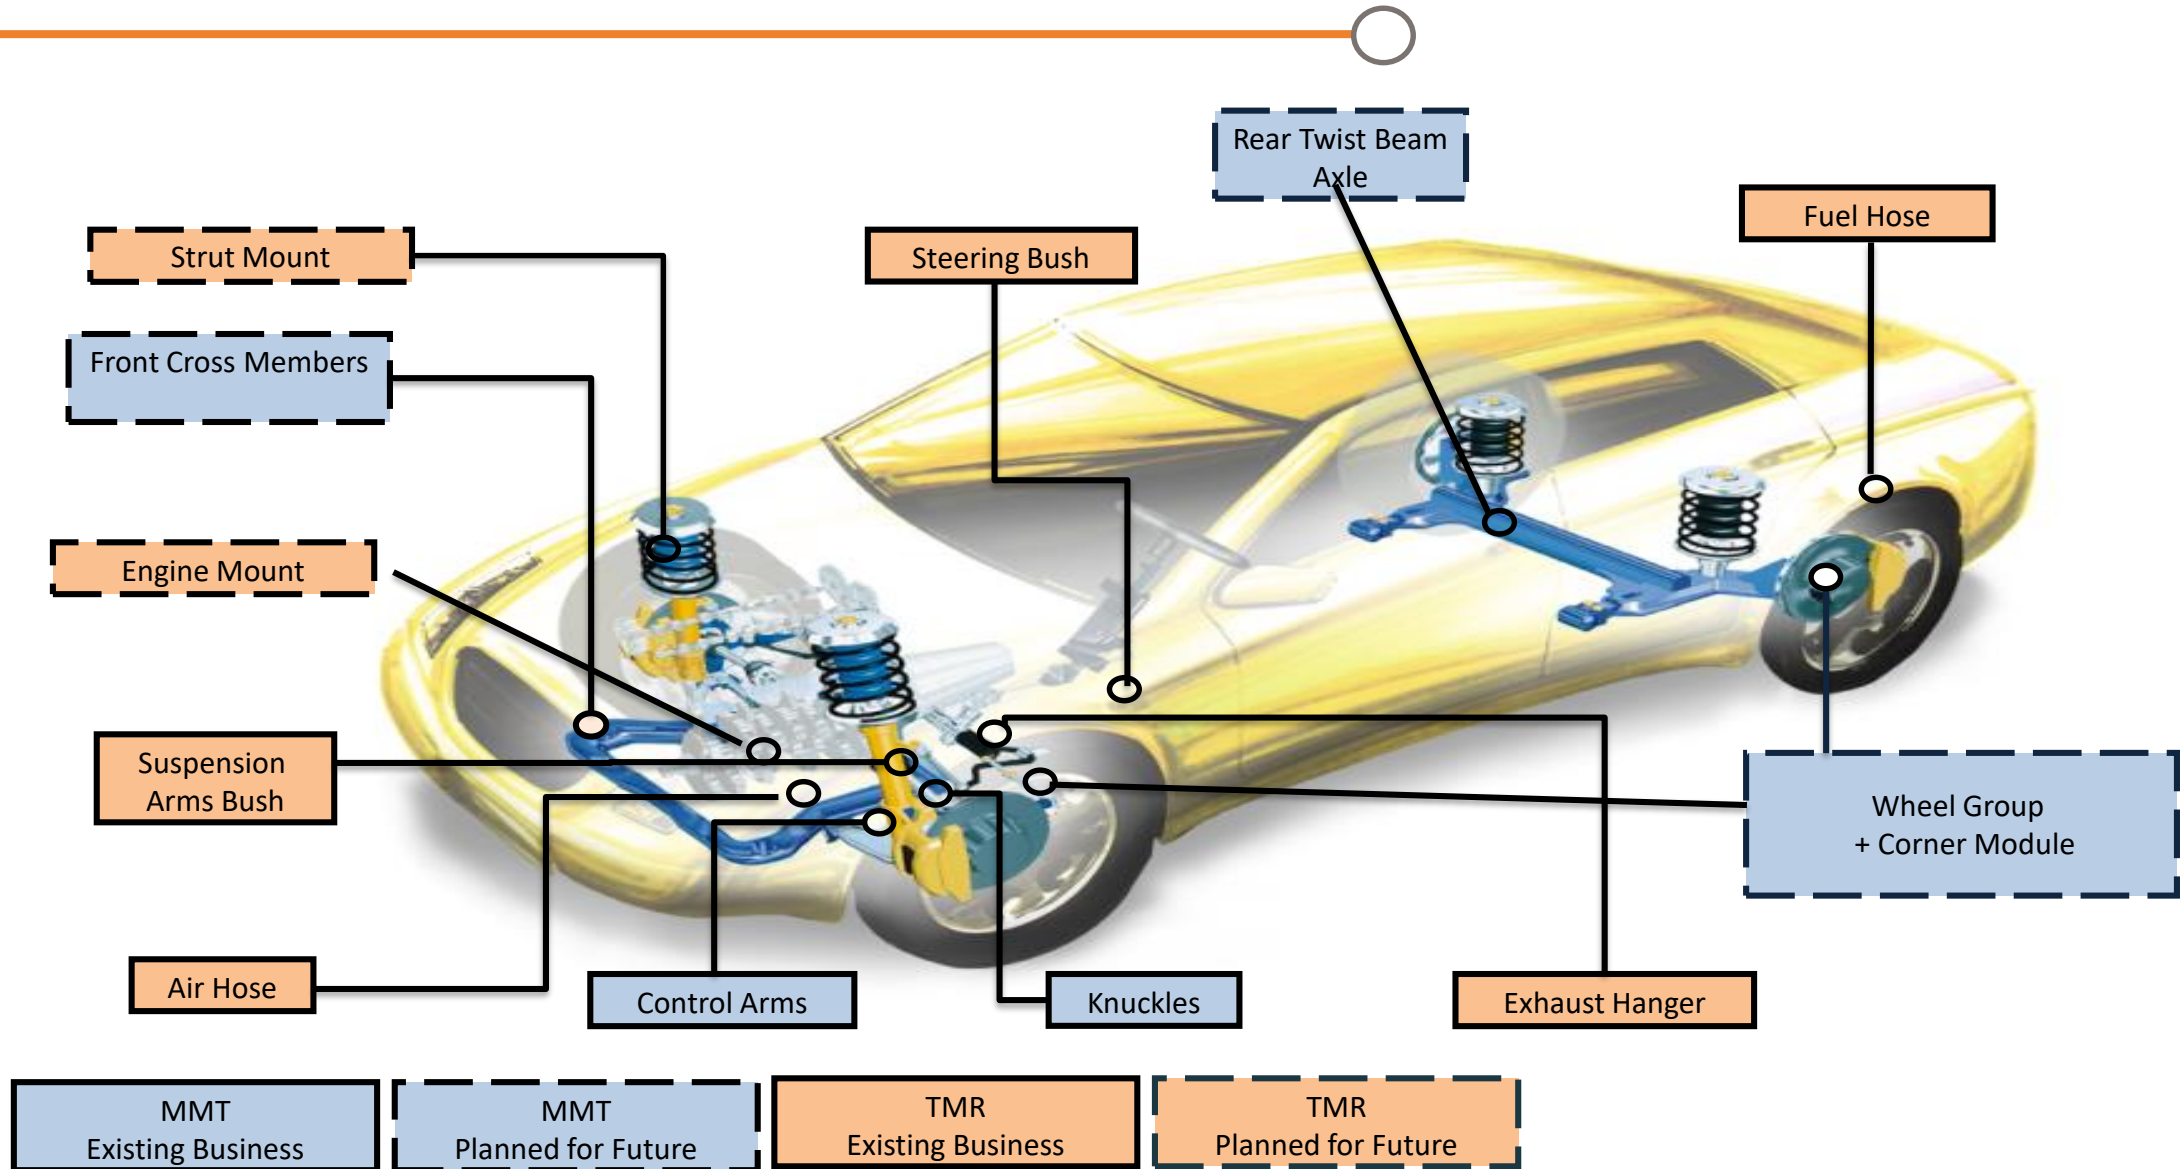 Rear Twist Beam
Axle
Fuel Hose
Strut Mount
Steering Bush
Front Cross Members
Engine Mount
Suspension
Arms Bush
Wheel Group
+ Corner Module
Air Hose
Control Arms
Knuckles
Exhaust Hanger
MMT
Existing Business
MMT
Planned for Future
TMR
Existing Business
TMR
Planned for Future